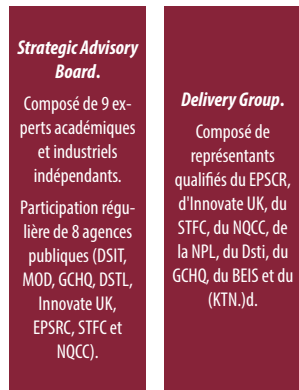 Strategic Advisory
Board.
Composé de 9 ex-
perts académiques
et industriels
indépendants.
Participation régu-
lière de 8 agences
publiques (DSIT,
MOD, GCHQ, DSTL,
Innovate UK,
EPSRC, STFC et
NQCC).
Delivery Group.
Composé de
représentants
qualifiés du EPSCR,
d'Innovate UK, du
STFC, du NQCC, de
la NPL, du Dsti, du
GCHQ, du BEIS et du
(KTN.)d.